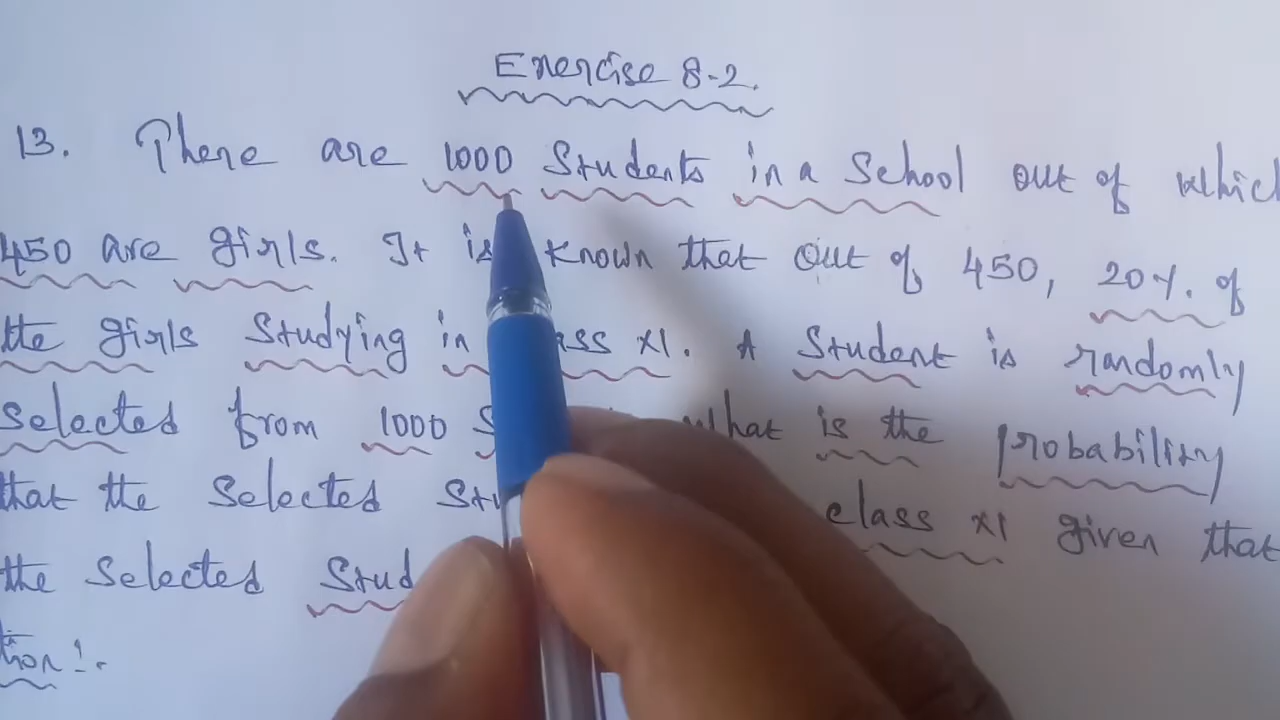 Exercise 8.2.
13. There are 1000 Students in a School out of which
450 are girls. It is known that out of 450, 20%. of
the girls Studying in class XI. A Student is randomly
Selected from 1000 what is the probability
that the Selected class XI given that
the Selected